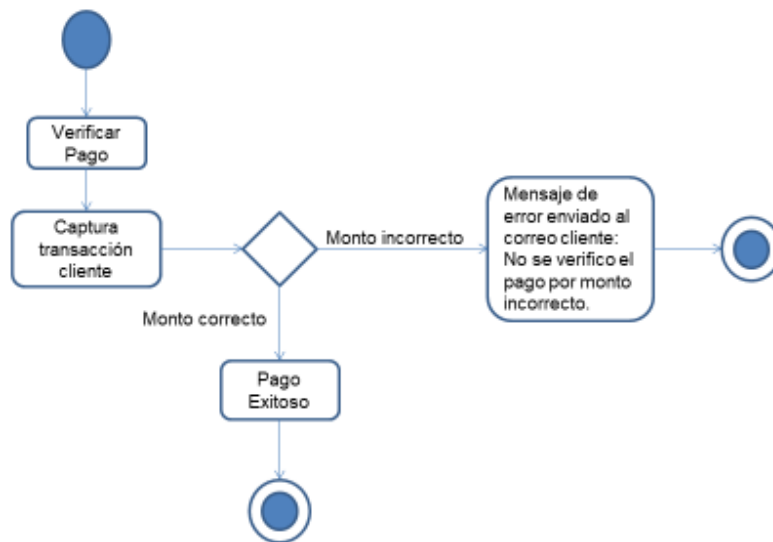 Verificar
Pago
Captura
transacción
cliente
Monto incorrecto
Mensaje de
error enviado al
correo cliente:
No se verifico el
pago por monto
incorrecto.
Monto correcto
Pago
Exitoso